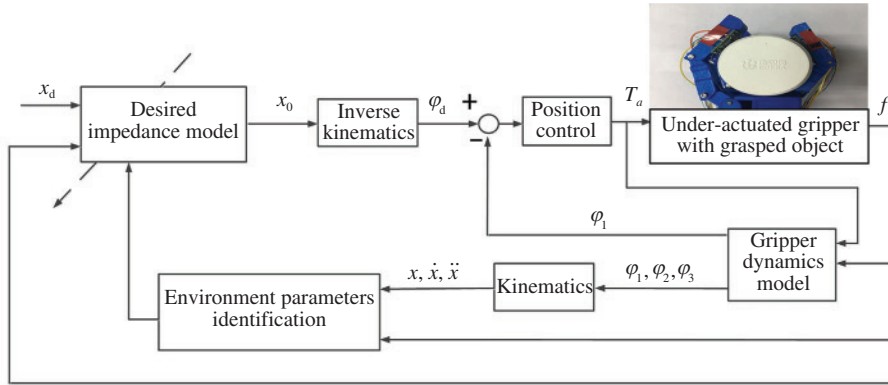 x_d
Desired
impedance model
x_0
Inverse
kinematics
φ_d
+
−
Position
control
T_a
Under-actuated gripper
with grasped object
f
φ_1
Gripper
dynamics
model
φ_1, φ_2, φ_3
Kinematics
x, ẋ, ẍ
Environment parameters
identification